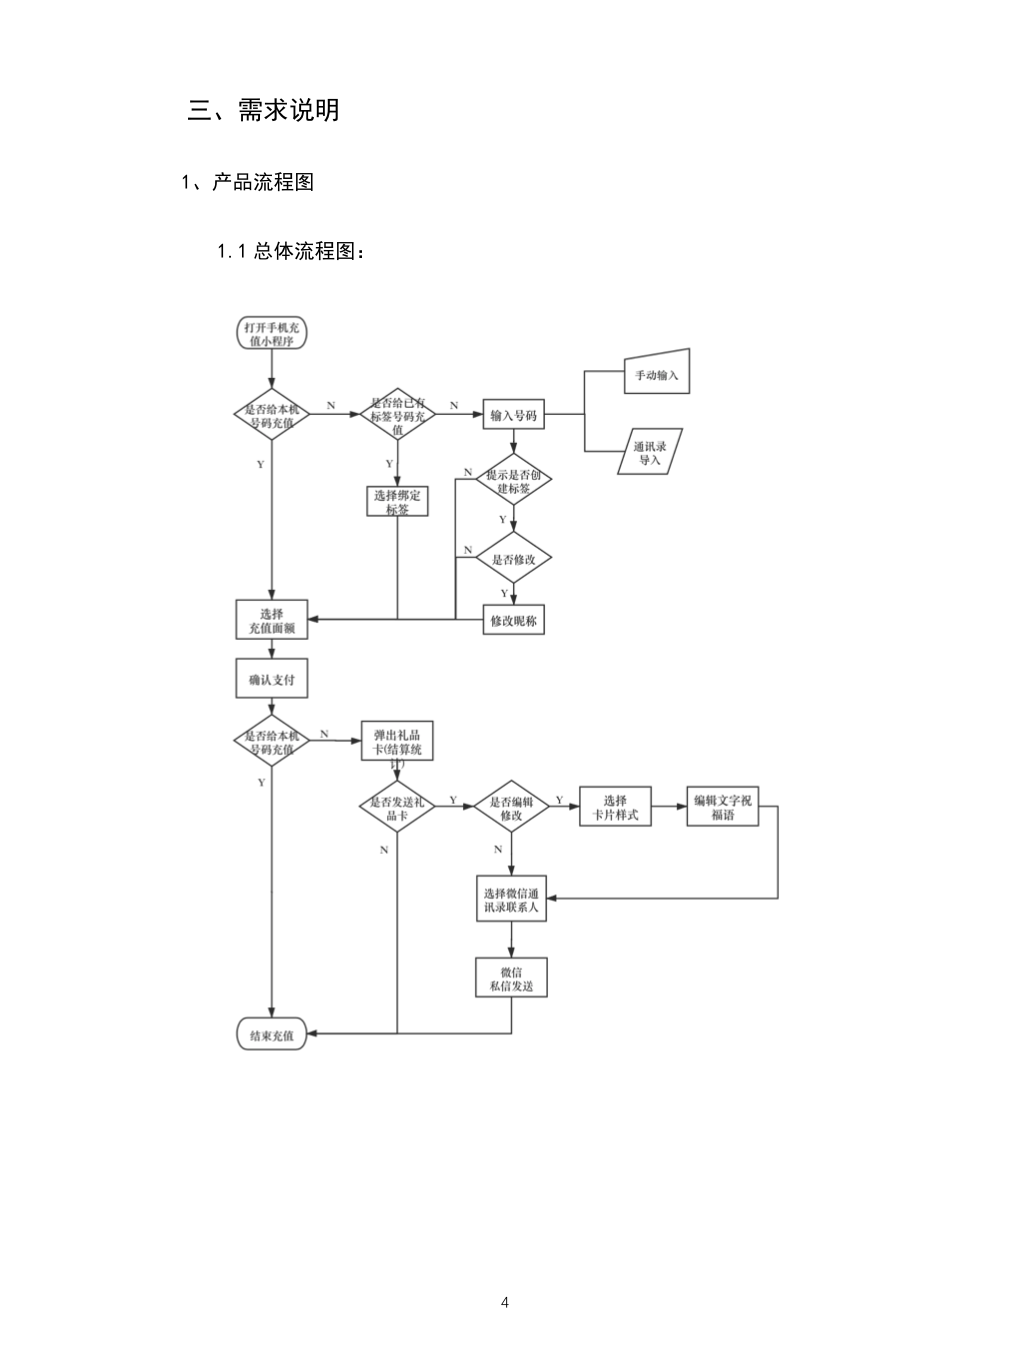 三、需求说明
1、产品流程图
1.1 总体流程图：
打开手机充
值小程序
是否给本机
号码充值
N
是否给已有
标签号码充
值
N
输入号码
手动输入
通讯录
导入
Y
Y
选择绑定
标签
N
提示是否创
建标签
Y
N
是否修改
Y
修改昵称
选择
充值面额
确认支付
是否给本机
号码充值
N
弹出礼品
卡(结算统
计)
Y
是否发送礼
品卡
Y
是否编辑
修改
Y
选择
卡片样式
编辑文字祝
福语
N
N
选择微信通
讯录联系人
微信
私信发送
结束充值
4